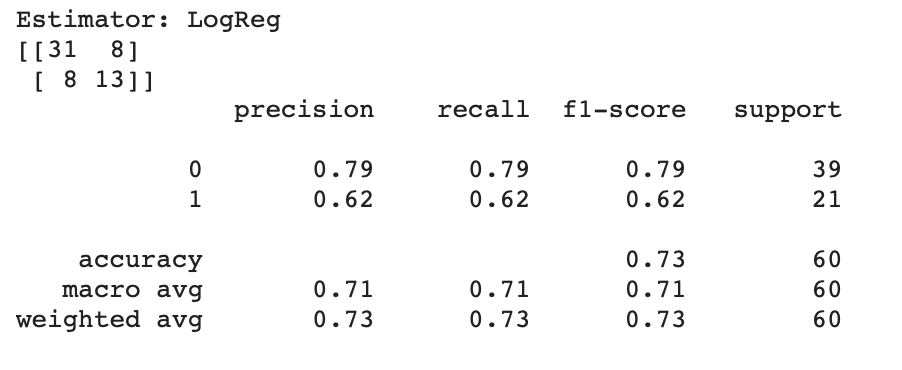 Estimator: LogReg
[[31  8]
 [ 8 13]]
              precision    recall  f1-score   support

           0       0.79      0.79      0.79        39
           1       0.62      0.62      0.62        21

    accuracy                           0.73        60
   macro avg       0.71      0.71      0.71        60
weighted avg       0.73      0.73      0.73        60